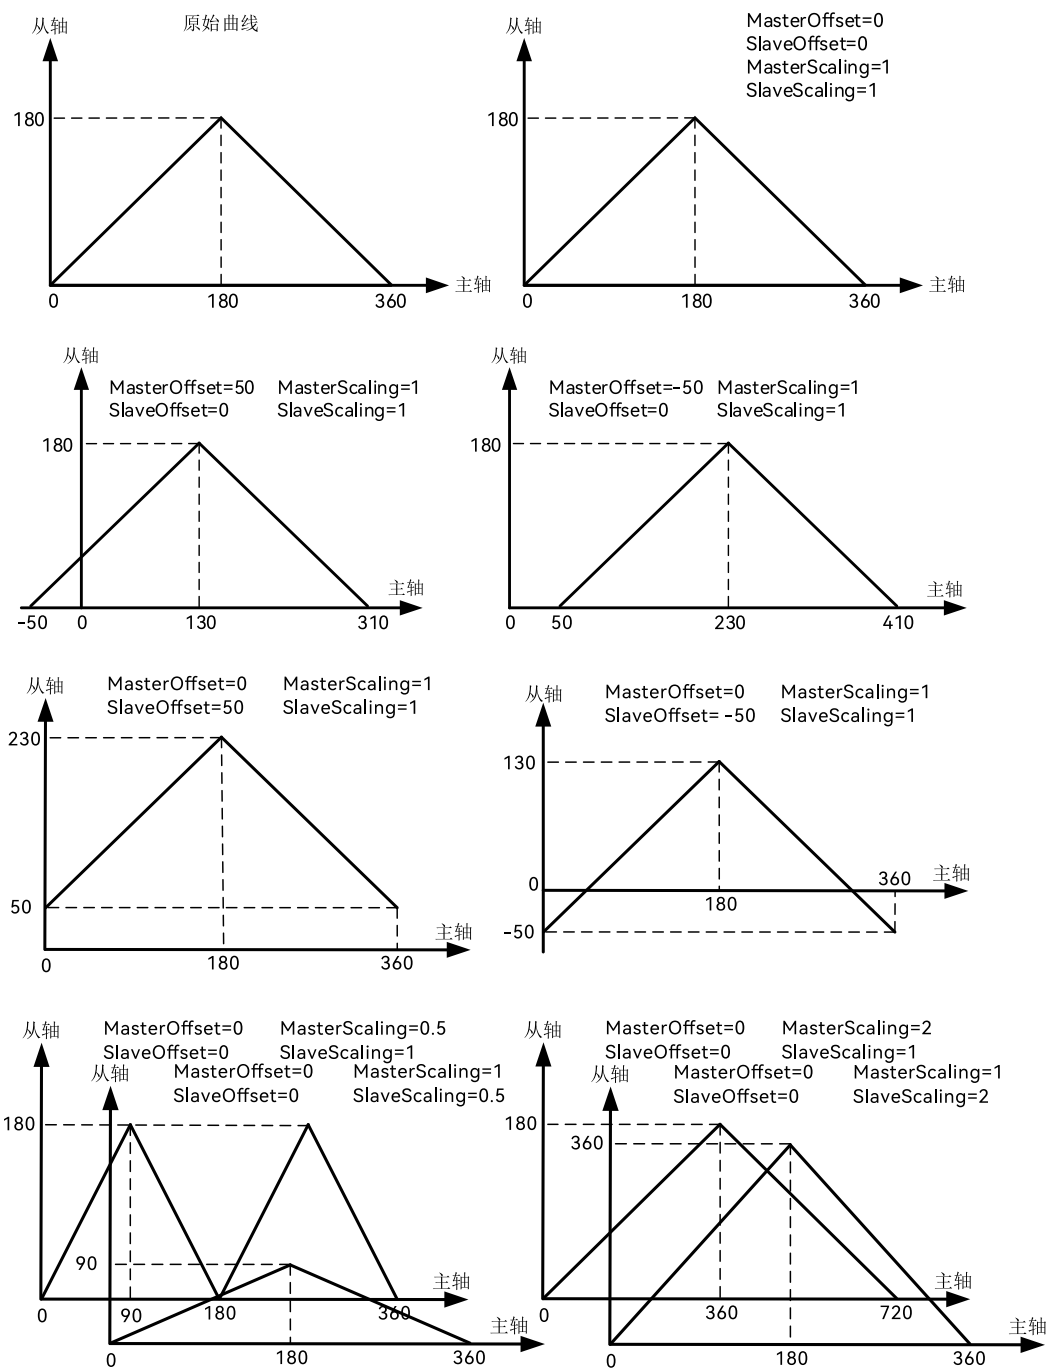 从轴
原始曲线
180
0
180
360
主轴
从轴
MasterOffset=0
SlaveOffset=0
MasterScaling=1
SlaveScaling=1
180
0
180
360
主轴
从轴
MasterOffset=50 MasterScaling=1
SlaveOffset=0 SlaveScaling=1
180
主轴
-50 0 130 310
从轴
MasterOffset=-50 MasterScaling=1
SlaveOffset=0 SlaveScaling=1
180
主轴
0 50 230 410
从轴
MasterOffset=0 MasterScaling=1
SlaveOffset=50 SlaveScaling=1
230
50
主轴
0 180 360
从轴
MasterOffset=0 MasterScaling=1
SlaveOffset= -50 SlaveScaling=1
130
360 主轴
0
180
-50
从轴
MasterOffset=0 MasterScaling=0.5
SlaveOffset=0 SlaveScaling=1
180
主轴
0 90 180 360
从轴
MasterOffset=0 MasterScaling=1
SlaveOffset=0 SlaveScaling=0.5
90
主轴
0 180 360
从轴
MasterOffset=0 MasterScaling=2
SlaveOffset=0 SlaveScaling=1
180
主轴
0 360 720
从轴
MasterOffset=0 MasterScaling=1
SlaveOffset=0 SlaveScaling=2
360
主轴
0 180 360